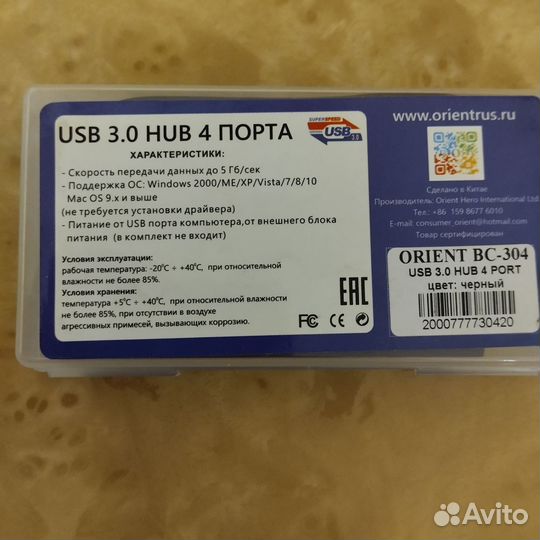 USB 3.0 HUB 4 ПОРТА
SUPERSPEED
USB 3.0
ХАРАКТЕРИСТИКИ:
- Скорость передачи данных до 5 Гб/сек
- Поддержка ОС: Windows 2000/ME/XP/Vista/7/8/10
Mac OS 9.x и выше
(не требуется установки драйвера)
- Питание от USB порта компьютера,от внешнего блока
питания (в комплект не входит)
Условия эксплуатации:
рабочая температура: -20°C ÷ +40°C, при относительной
влажности не более 85%.
Условия хранения:
температура +5°C ÷ +40°C, при относительной влажности
не более 85%, при отсутствии в воздухе
агрессивных примесей, вызывающих коррозию.
EAC
FC CE
www.orientrus.ru
Сделано в Китае
Производитель: Orient Hero International Ltd.
Тел.: +86 159 8677 6010
E-mail: consumer_orient@hotmail.com
Товар сертифицирован
ORIENT BC-304
USB 3.0 HUB 4 PORT
цвет: черный
2000777730420
Avito